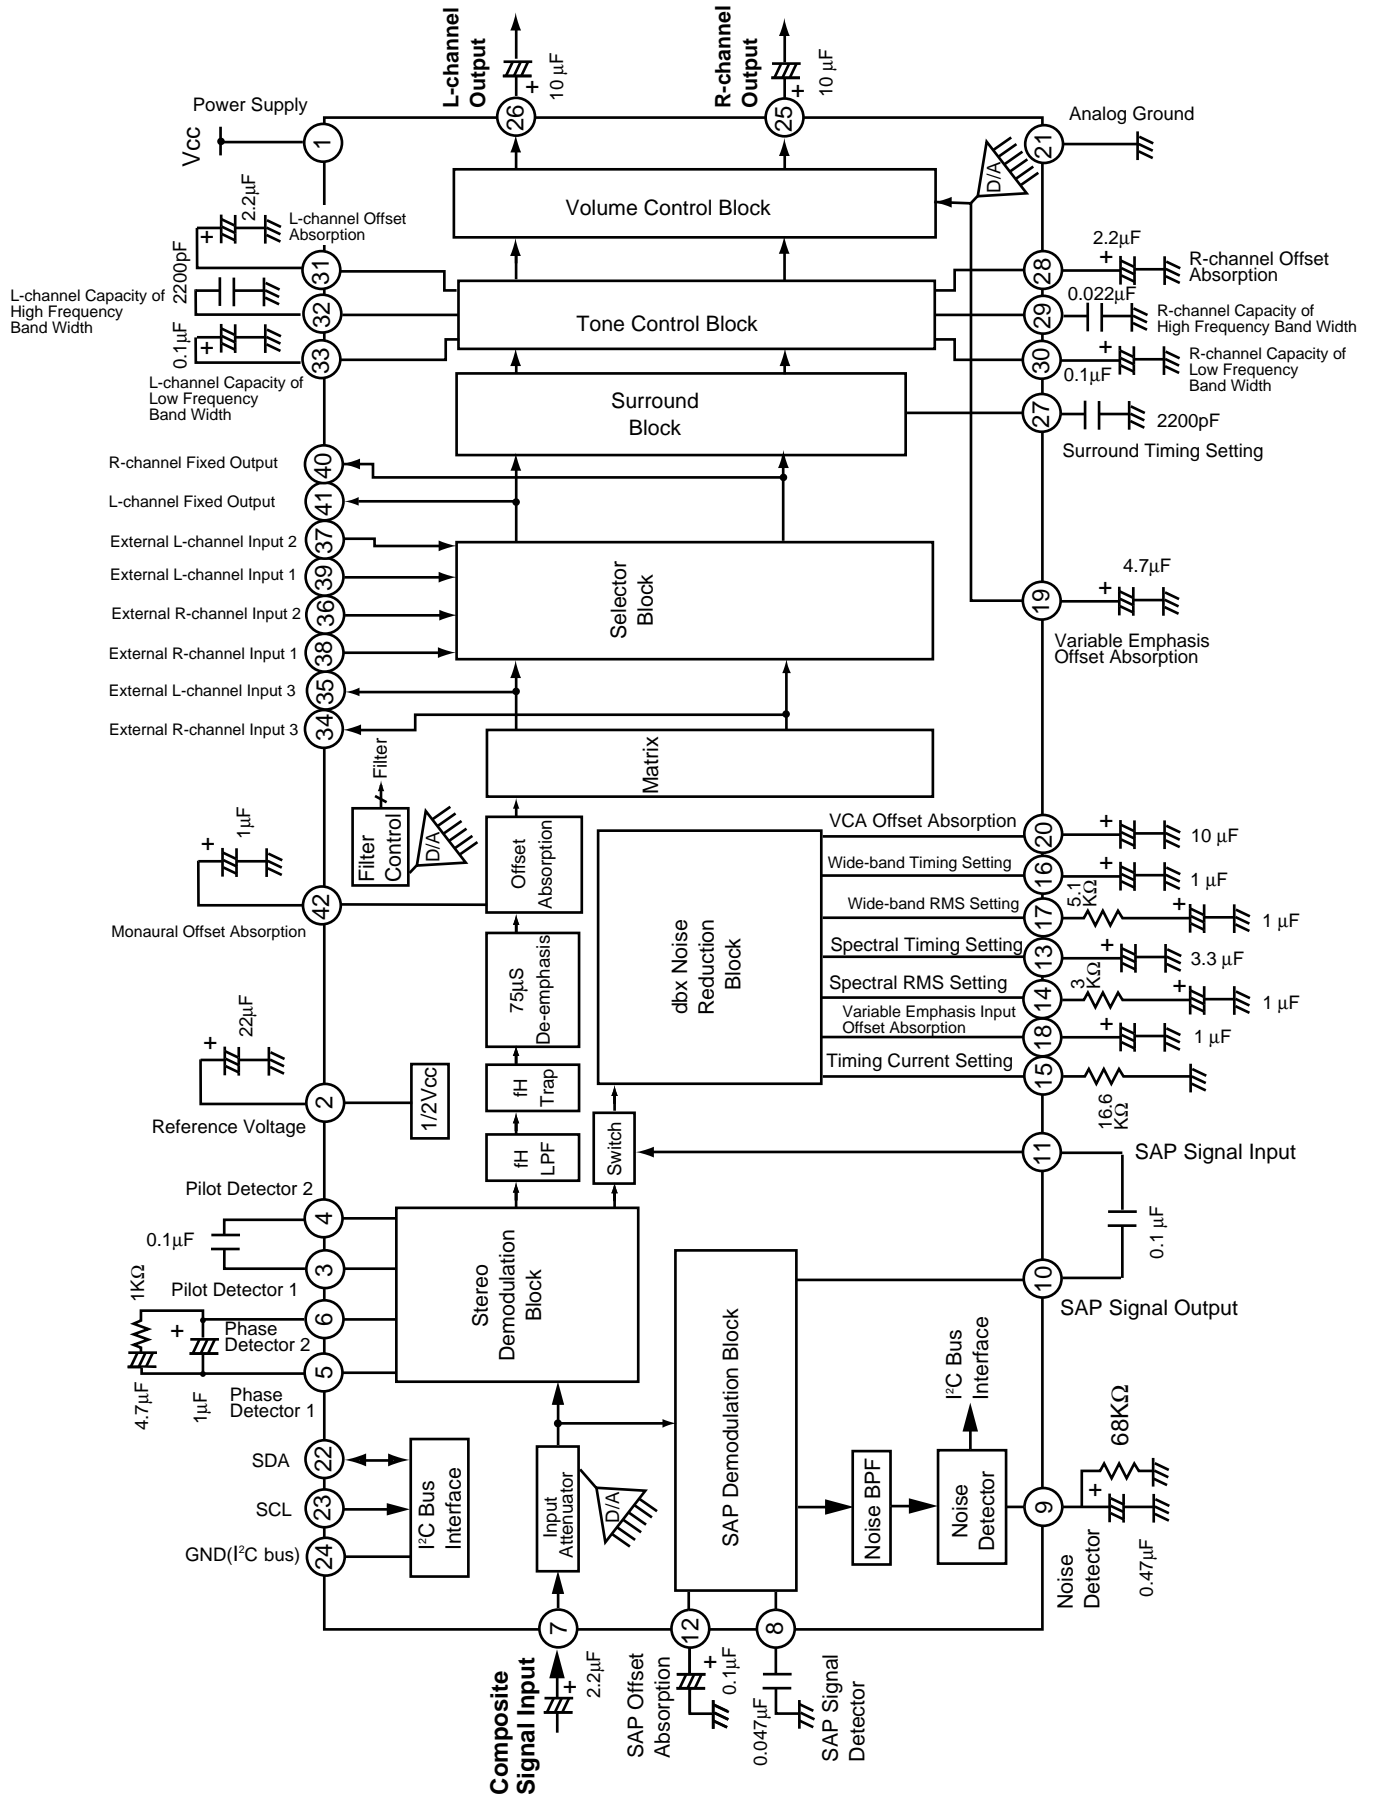 L-channel
Output
10 µF
R-channel
Output
10 µF
26
25
Power Supply
Vcc
1
Analog Ground
21
D/A
Volume Control Block
2.2µF
L-channel Offset
Absorption
31
2200pF
L-channel Capacity of
High Frequency
Band Width
32
0.1µF
33
L-channel Capacity of
Low Frequency
Band Width
Tone Control Block
28
2.2µF
R-channel Offset
Absorption
29
0.022µF
R-channel Capacity of
High Frequency Band Width
30
0.1µF
R-channel Capacity of
Low Frequency
Band Width
Surround
Block
27
2200pF
Surround Timing Setting
R-channel Fixed Output
40
L-channel Fixed Output
41
External L-channel Input 2
37
External L-channel Input 1
39
External R-channel Input 2
36
External R-channel Input 1
38
External L-channel Input 3
35
External R-channel Input 3
34
Selector
Block
19
4.7µF
Variable Emphasis
Offset Absorption
Matrix
Filter
Filter
Control
D/A
1µF
42
Monaural Offset Absorption
Offset
Absorption
75µS
De-emphasis
fH
Trap
fH
LPF
Switch
dbx Noise
Reduction
Block
VCA Offset Absorption
20
10 µF
Wide-band Timing Setting
16
1 µF
Wide-band RMS Setting
17
5.1
KΩ
1 µF
Spectral Timing Setting
13
3.3 µF
Spectral RMS Setting
14
3
KΩ
1 µF
Variable Emphasis Input
Offset Absorption
18
1 µF
Timing Current Setting
15
16.6
KΩ
22µF
2
Reference Voltage
1/2Vcc
11
SAP Signal Input
0.1 µF
10
SAP Signal Output
Pilot Detector 2
4
0.1µF
3
Pilot Detector 1
1KΩ
6
Phase
Detector 2
5
4.7µF
1µF
Phase
Detector 1
Stereo
Demodulation
Block
SDA
22
SCL
23
GND(I²C bus)
24
I²C Bus
Interface
Input
Attenuator
D/A
SAP Demodulation Block
Noise BPF
Noise
Detector
I²C Bus
Interface
9
68KΩ
Noise
Detector
0.47µF
7
Composite
Signal Input
2.2µF
12
SAP Offset
Absorption
0.1µF
8
0.047µF
SAP Signal
Detector